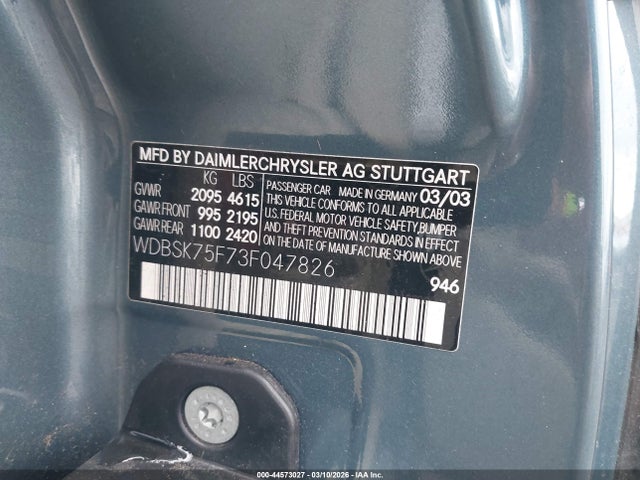 MFD BY DAIMLERCHRYSLER AG STUTTGART
KG LBS
GVWR 2095 4615
GAWR FRONT 995 2195
GAWR REAR 1100 2420
PASSENGER CAR MADE IN GERMANY 03/03
THIS VEHICLE CONFORMS TO ALL APPLICABLE
U.S. FEDERAL MOTOR VEHICLE SAFETY, BUMPER
AND THEFT PREVENTION STANDARDS IN
EFFECT ON THE DATE OF
MANUFACTURE SHOWN ABOVE.
WDBSK75F73F047826
946
000-44573027 - 03/10/2026 - IAA Inc.